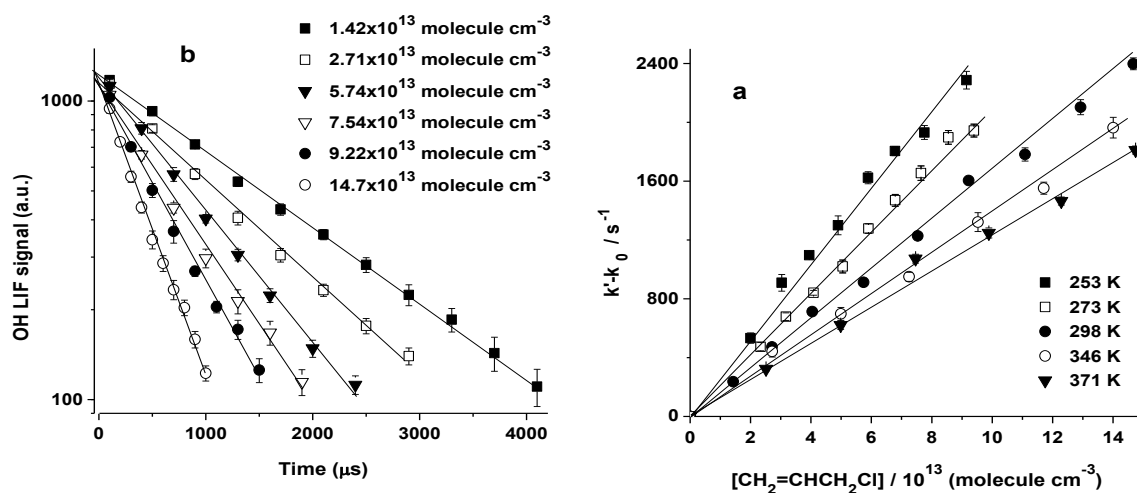 b
1.42x10¹³ molecule cm⁻³
2.71x10¹³ molecule cm⁻³
5.74x10¹³ molecule cm⁻³
7.54x10¹³ molecule cm⁻³
9.22x10¹³ molecule cm⁻³
14.7x10¹³ molecule cm⁻³
OH LIF signal (a.u.)
1000
100
0 1000 2000 3000 4000
Time (µs)
a
k'-k₀ / s⁻¹
2400
1600
800
0
253 K
273 K
298 K
346 K
371 K
0 2 4 6 8 10 12 14
[CH₂=CHCH₂Cl] / 10¹³ (molecule cm⁻³)